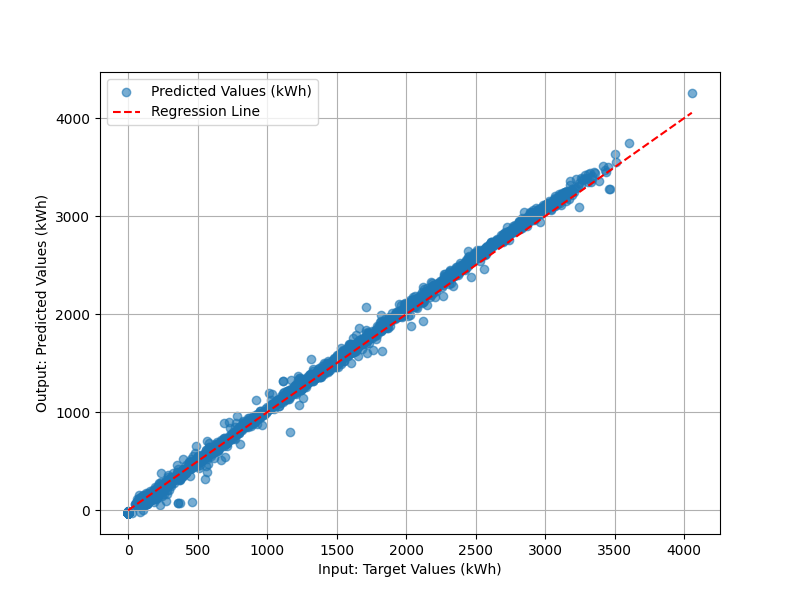 Predicted Values (kWh)
Regression Line
4000
3000
2000
1000
0
Output: Predicted Values (kWh)
0 500 1000 1500 2000 2500 3000 3500 4000
Input: Target Values (kWh)